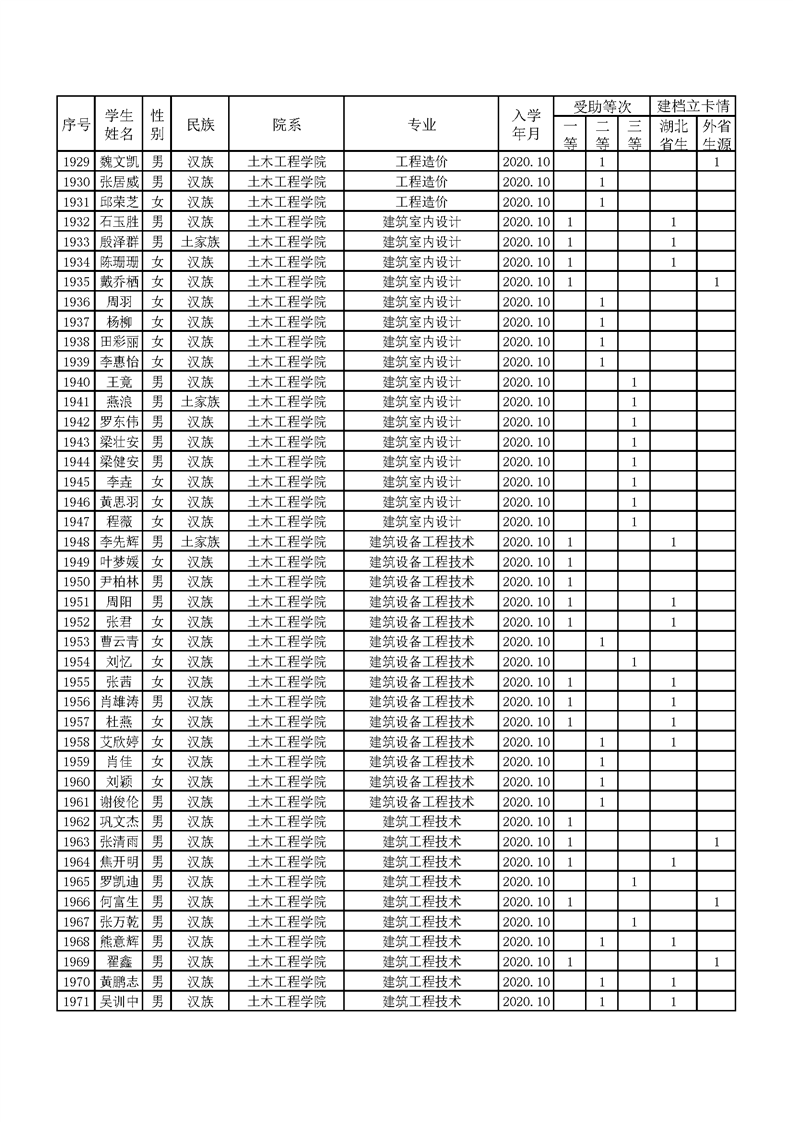 序号 学生姓名 性别 民族 院系 专业 入学年月 受助等次 建档立卡情
一等 二等 三等 湖北省生 外省生源
1929 魏文凯 男 汉族 土木工程学院 工程造价 2020.10 1 1
1930 张居威 男 汉族 土木工程学院 工程造价 2020.10 1
1931 邱荣芝 女 汉族 土木工程学院 工程造价 2020.10 1
1932 石玉胜 男 汉族 土木工程学院 建筑室内设计 2020.10 1 1
1933 殷泽群 男 土家族 土木工程学院 建筑室内设计 2020.10 1 1
1934 陈珊珊 女 汉族 土木工程学院 建筑室内设计 2020.10 1 1
1935 戴乔栖 女 汉族 土木工程学院 建筑室内设计 2020.10 1 1
1936 周羽 女 汉族 土木工程学院 建筑室内设计 2020.10 1
1937 杨柳 女 汉族 土木工程学院 建筑室内设计 2020.10 1
1938 田彩丽 女 汉族 土木工程学院 建筑室内设计 2020.10 1
1939 李惠怡 女 汉族 土木工程学院 建筑室内设计 2020.10 1
1940 王竟 男 汉族 土木工程学院 建筑室内设计 2020.10 1
1941 燕浪 男 土家族 土木工程学院 建筑室内设计 2020.10 1
1942 罗东伟 男 汉族 土木工程学院 建筑室内设计 2020.10 1
1943 梁壮安 男 汉族 土木工程学院 建筑室内设计 2020.10 1
1944 梁健安 男 汉族 土木工程学院 建筑室内设计 2020.10 1
1945 李垚 女 汉族 土木工程学院 建筑室内设计 2020.10 1
1946 黄思羽 女 汉族 土木工程学院 建筑室内设计 2020.10 1
1947 程薇 女 汉族 土木工程学院 建筑室内设计 2020.10 1
1948 李先辉 男 土家族 土木工程学院 建筑设备工程技术 2020.10 1 1
1949 叶梦媛 女 汉族 土木工程学院 建筑设备工程技术 2020.10 1
1950 尹柏林 男 汉族 土木工程学院 建筑设备工程技术 2020.10 1
1951 周阳 男 汉族 土木工程学院 建筑设备工程技术 2020.10 1 1
1952 张君 女 汉族 土木工程学院 建筑设备工程技术 2020.10 1 1
1953 曹云青 女 汉族 土木工程学院 建筑设备工程技术 2020.10 1
1954 刘忆 女 汉族 土木工程学院 建筑设备工程技术 2020.10 1
1955 张茜 女 汉族 土木工程学院 建筑设备工程技术 2020.10 1 1
1956 肖雄涛 男 汉族 土木工程学院 建筑设备工程技术 2020.10 1 1
1957 杜燕 女 汉族 土木工程学院 建筑设备工程技术 2020.10 1 1
1958 艾欣婷 女 汉族 土木工程学院 建筑设备工程技术 2020.10 1 1
1959 肖佳 女 汉族 土木工程学院 建筑设备工程技术 2020.10 1
1960 刘颖 女 汉族 土木工程学院 建筑设备工程技术 2020.10 1
1961 谢俊伦 男 汉族 土木工程学院 建筑设备工程技术 2020.10 1
1962 巩文杰 男 汉族 土木工程学院 建筑工程技术 2020.10 1
1963 张清雨 男 汉族 土木工程学院 建筑工程技术 2020.10 1 1
1964 焦开明 男 汉族 土木工程学院 建筑工程技术 2020.10 1 1
1965 罗凯迪 男 汉族 土木工程学院 建筑工程技术 2020.10 1
1966 何富生 男 汉族 土木工程学院 建筑工程技术 2020.10 1 1
1967 张万乾 男 汉族 土木工程学院 建筑工程技术 2020.10 1
1968 熊意辉 男 汉族 土木工程学院 建筑工程技术 2020.10 1 1
1969 翟鑫 男 汉族 土木工程学院 建筑工程技术 2020.10 1 1
1970 黄鹏志 男 汉族 土木工程学院 建筑工程技术 2020.10 1 1
1971 吴训中 男 汉族 土木工程学院 建筑工程技术 2020.10 1 1